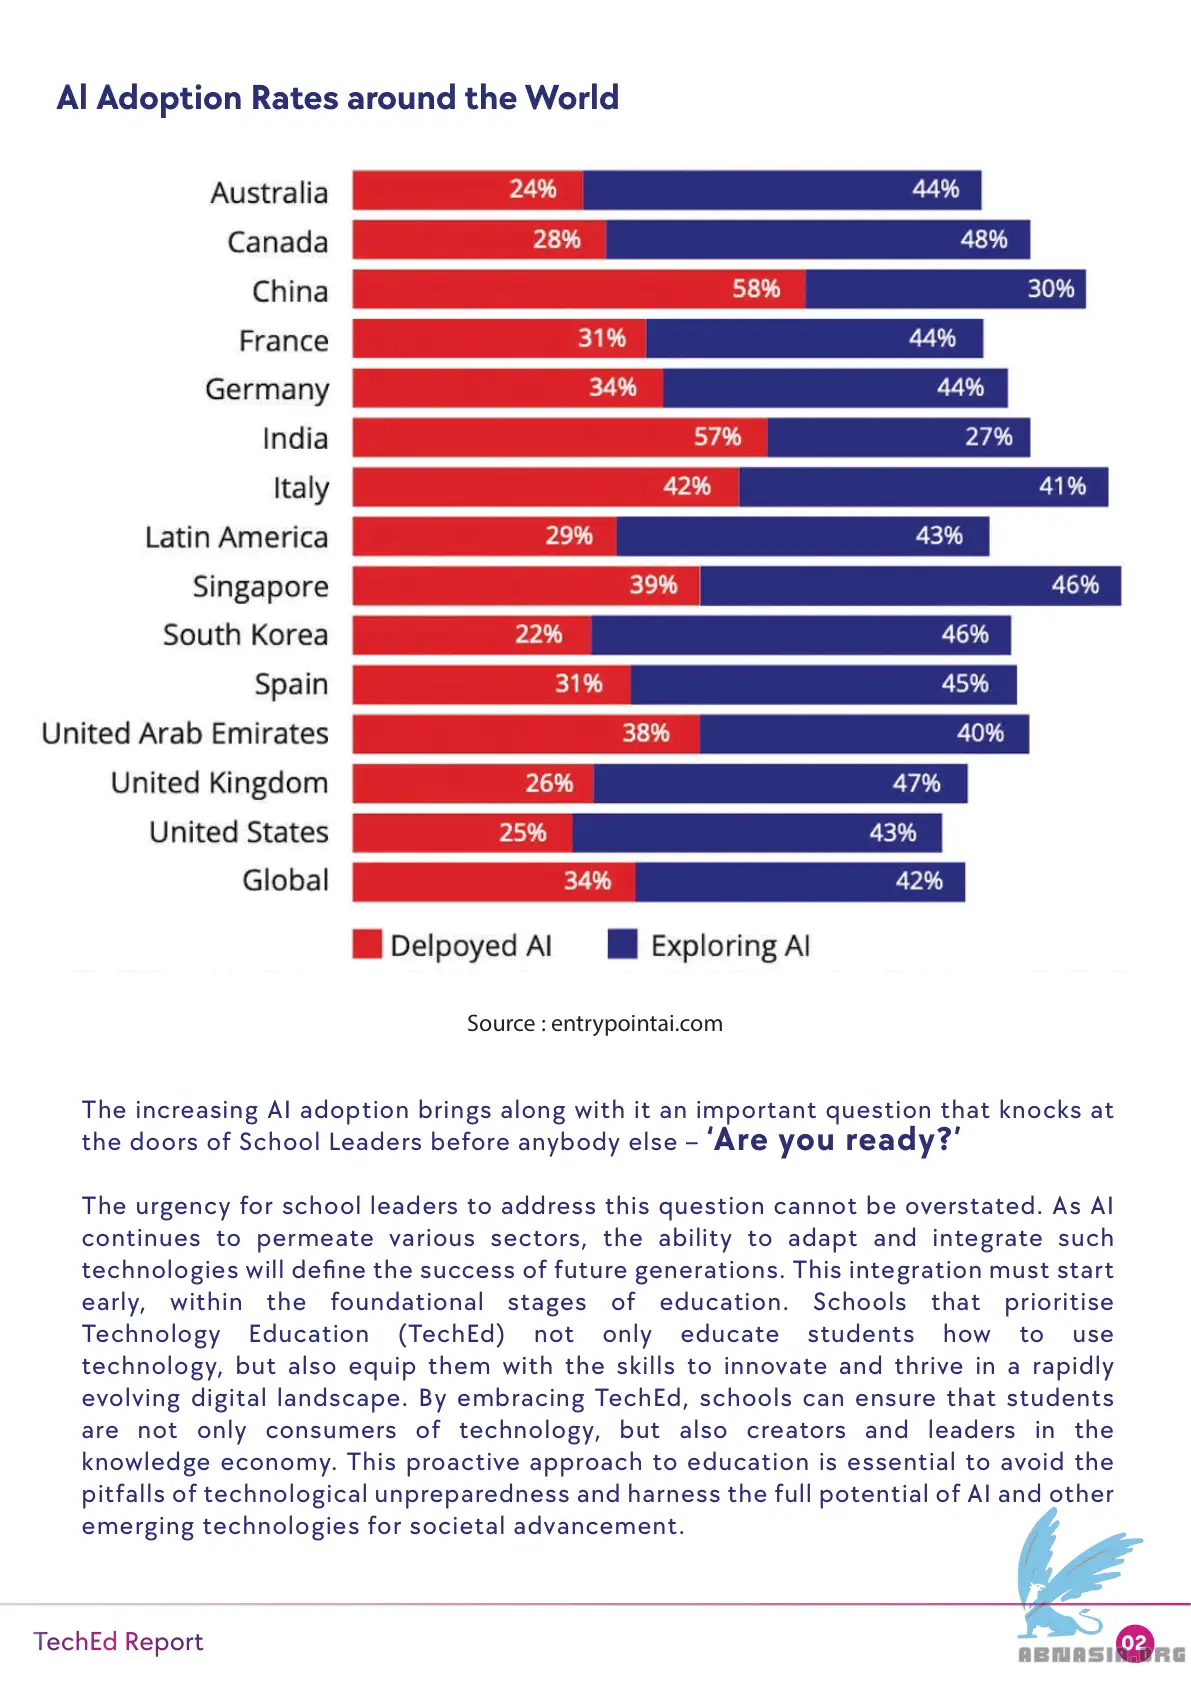 AI Adoption Rates around the World
Australia 24% 44%
Canada 28% 48%
China 58% 30%
France 31% 44%
Germany 34% 44%
India 57% 27%
Italy 42% 41%
Latin America 29% 43%
Singapore 39% 46%
South Korea 22% 46%
Spain 31% 45%
United Arab Emirates 38% 40%
United Kingdom 26% 47%
United States 25% 43%
Global 34% 42%
Delpoyed AI Exploring AI
Source : entrypointai.com
The increasing AI adoption brings along with it an important question that knocks at
the doors of School Leaders before anybody else – ‘Are you ready?’
The urgency for school leaders to address this question cannot be overstated. As AI
continues to permeate various sectors, the ability to adapt and integrate such
technologies will define the success of future generations. This integration must start
early, within the foundational stages of education. Schools that prioritise
Technology Education (TechEd) not only educate students how to use
technology, but also equip them with the skills to innovate and thrive in a rapidly
evolving digital landscape. By embracing TechEd, schools can ensure that students
are not only consumers of technology, but also creators and leaders in the
knowledge economy. This proactive approach to education is essential to avoid the
pitfalls of technological unpreparedness and harness the full potential of AI and other
emerging technologies for societal advancement.
TechEd Report
02
ABNASIA.ORG